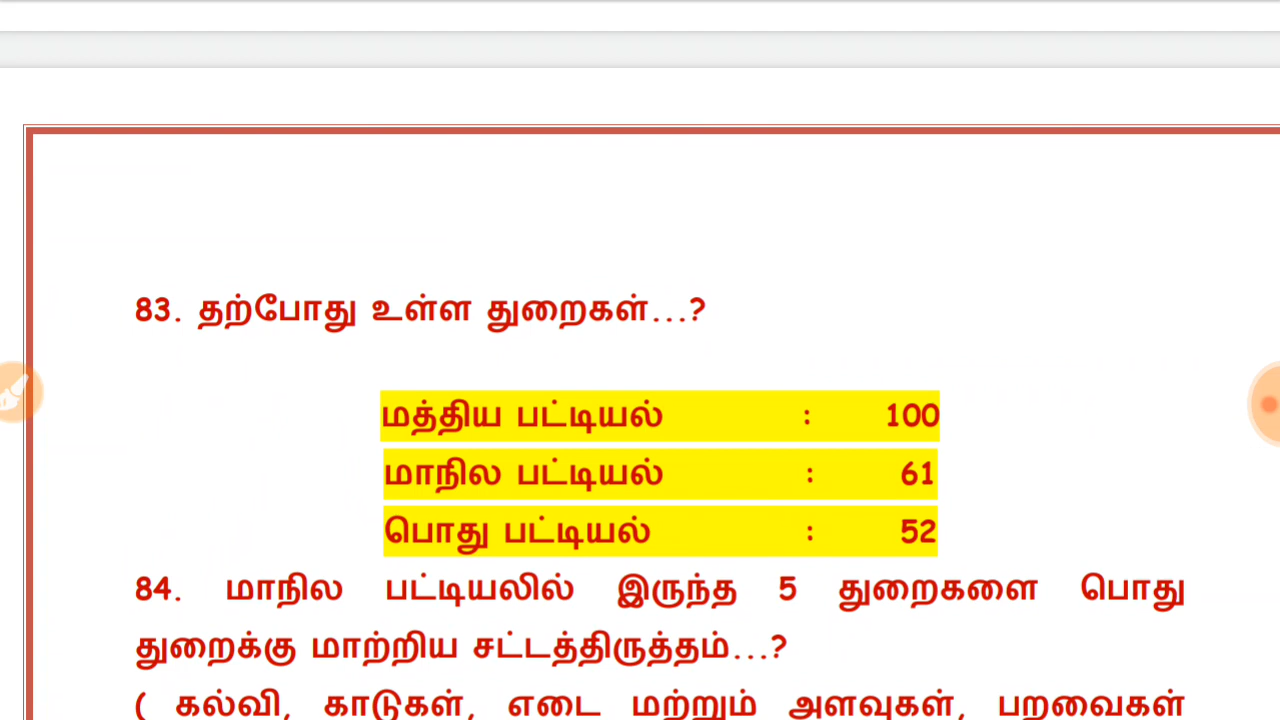 83. தற்போது உள்ள துறைகள்...?
மத்திய பட்டியல் : 100
மாநில பட்டியல் : 61
பொது பட்டியல் : 52
84. மாநில பட்டியலில் இருந்த 5 துறைகளை பொது
துறைக்கு மாற்றிய சட்டத்திருத்தம்...?
( கல்வி, காடுகள், எடை மற்றும் அளவுகள், பறவைகள்